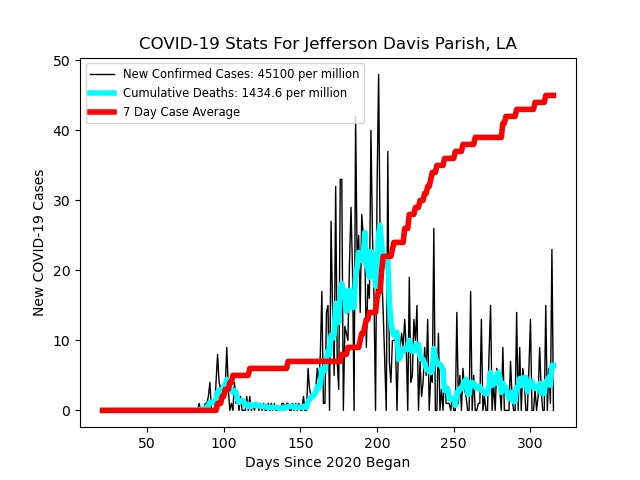 COVID-19 Stats For Jefferson Davis Parish, LA
New Confirmed Cases: 45100 per million
Cumulative Deaths: 1434.6 per million
7 Day Case Average
New COVID-19 Cases
50
40
30
20
10
0
50 100 150 200 250 300
Days Since 2020 Began